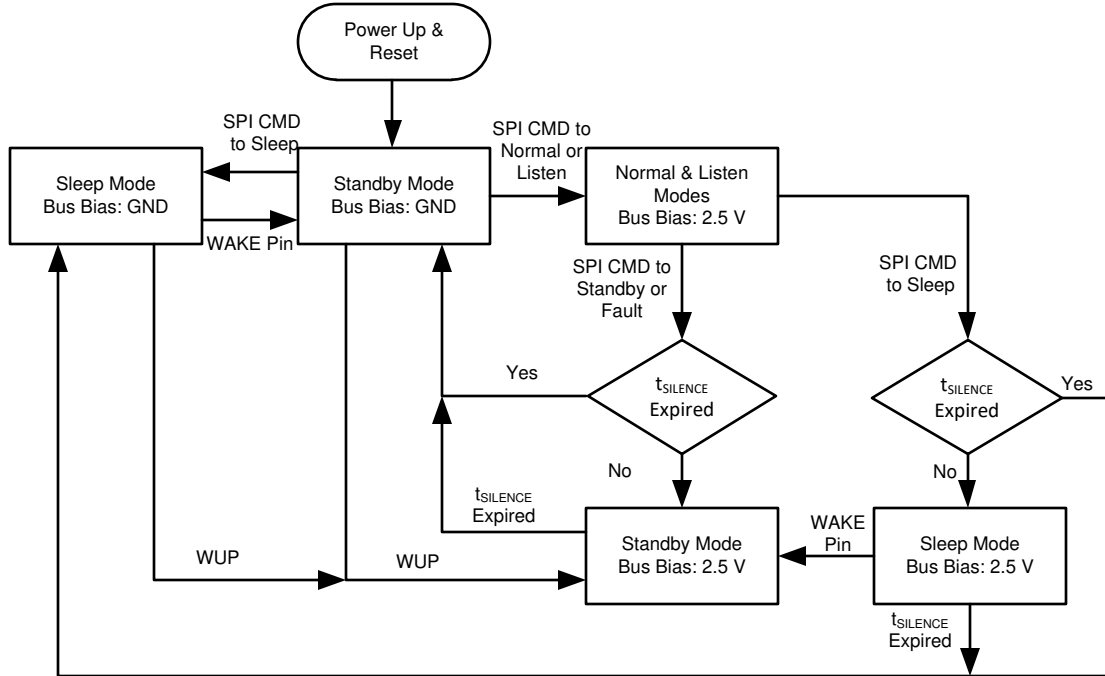 Power Up &
Reset
SPI CMD
to Sleep
SPI CMD to
Normal or
Listen
Sleep Mode
Bus Bias: GND
Standby Mode
Bus Bias: GND
Normal & Listen
Modes
Bus Bias: 2.5 V
WAKE Pin
SPI CMD to
Standby or
Fault
SPI CMD
to Sleep
Yes
tSILENCE
Expired
tSILENCE
Expired
Yes
No
No
tSILENCE
Expired
WAKE
Pin
Standby Mode
Bus Bias: 2.5 V
Sleep Mode
Bus Bias: 2.5 V
WUP
WUP
tSILENCE
Expired